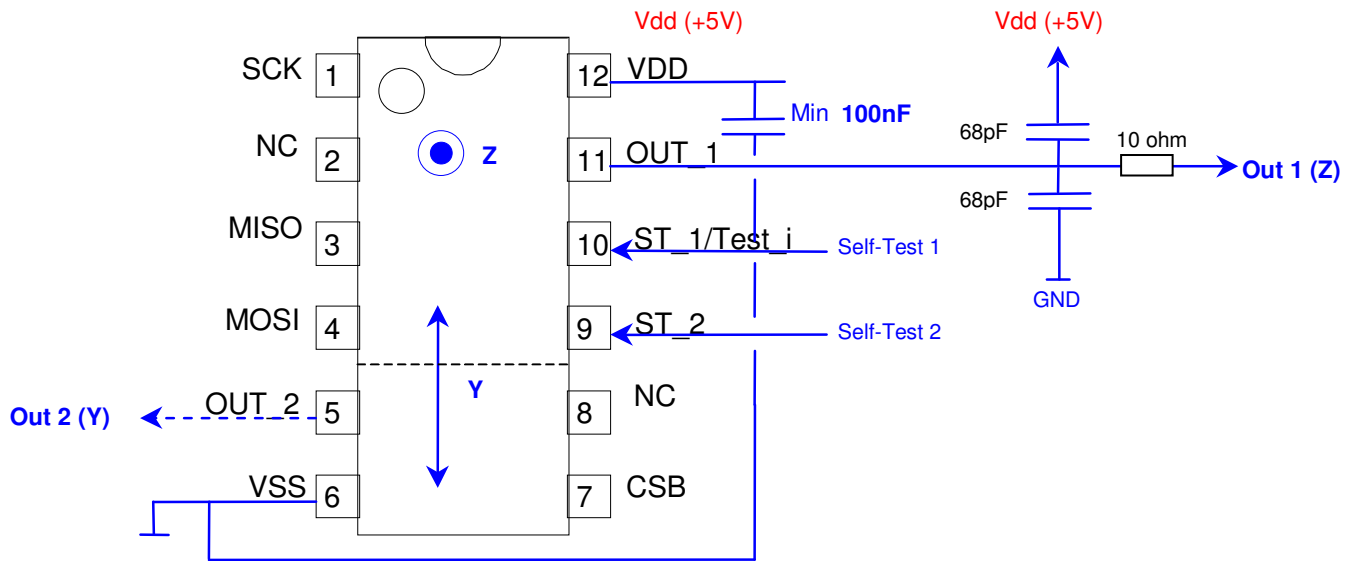 Vdd (+5V)
Vdd (+5V)
SCK 1
12 VDD
Min 100nF
68pF
10 ohm
NC 2
Z
11 OUT_1
Out 1 (Z)
68pF
MISO 3
10 ST_1/Test_i
Self-Test 1
GND
MOSI 4
9 ST_2
Self-Test 2
Y
Out 2 (Y)
OUT_2 5
8 NC
VSS 6
7 CSB